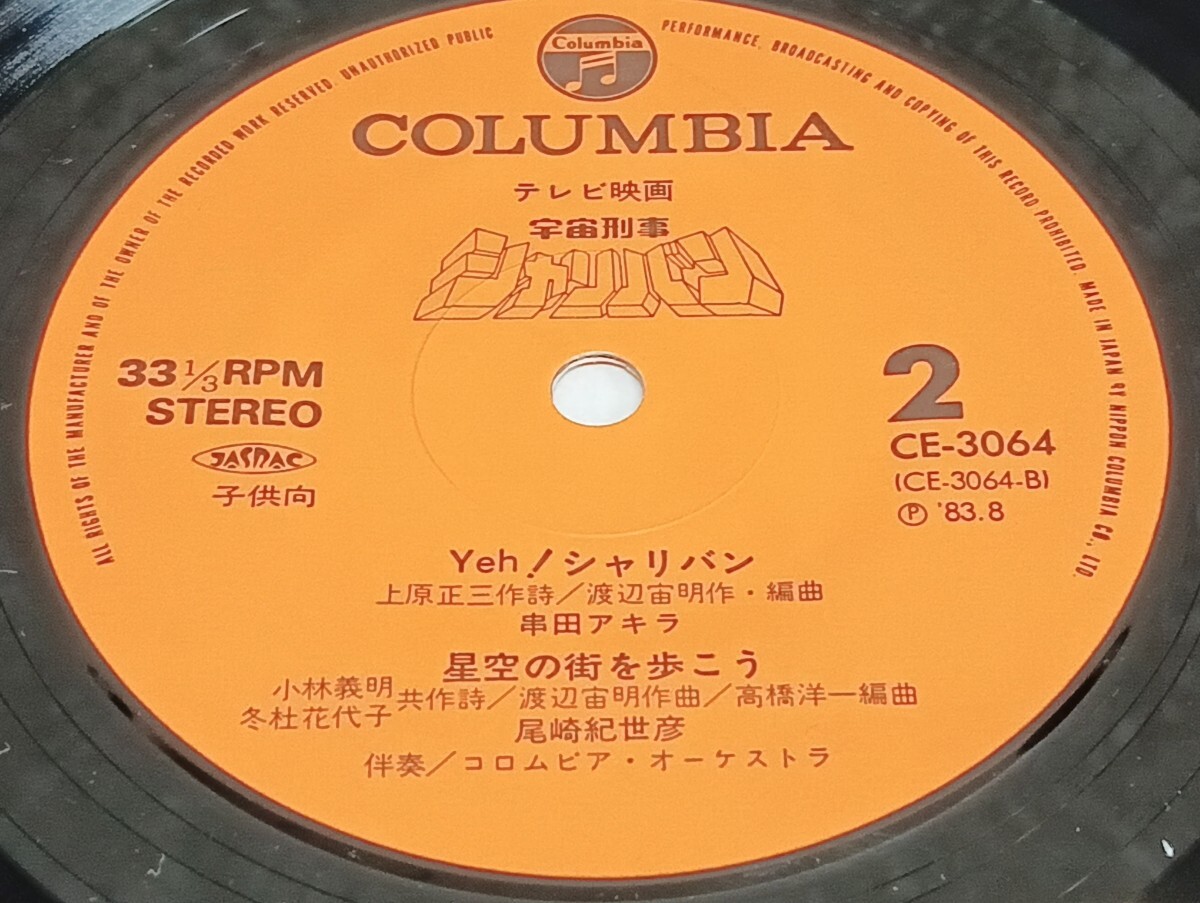 ALL RIGHTS OF THE MANUFACTURER AND OF THE OWNER OF THE RECORDED WORK RESERVED. UNAUTHORIZED PUBLIC PERFORMANCE, BROADCASTING AND COPYING OF THIS RECORD PROHIBITED. MADE IN JAPAN BY NIPPON COLUMBIA CO., LTD.
Columbia
COLUMBIA
テレビ映画
宇宙刑事
シャリバン
33 1/3 RPM
STEREO
JASRAC
子供向
2
CE-3064
(CE-3064-B)
Ⓟ '83.8
Yeh!シャリバン
上原正三作詩/渡辺宙明作・編曲
串田アキラ
星空の街を歩こう
小林義明
冬杜花代子
共作詩/渡辺宙明作曲/高橋洋一編曲
尾崎紀世彦
伴奏/コロムビア・オーケストラ